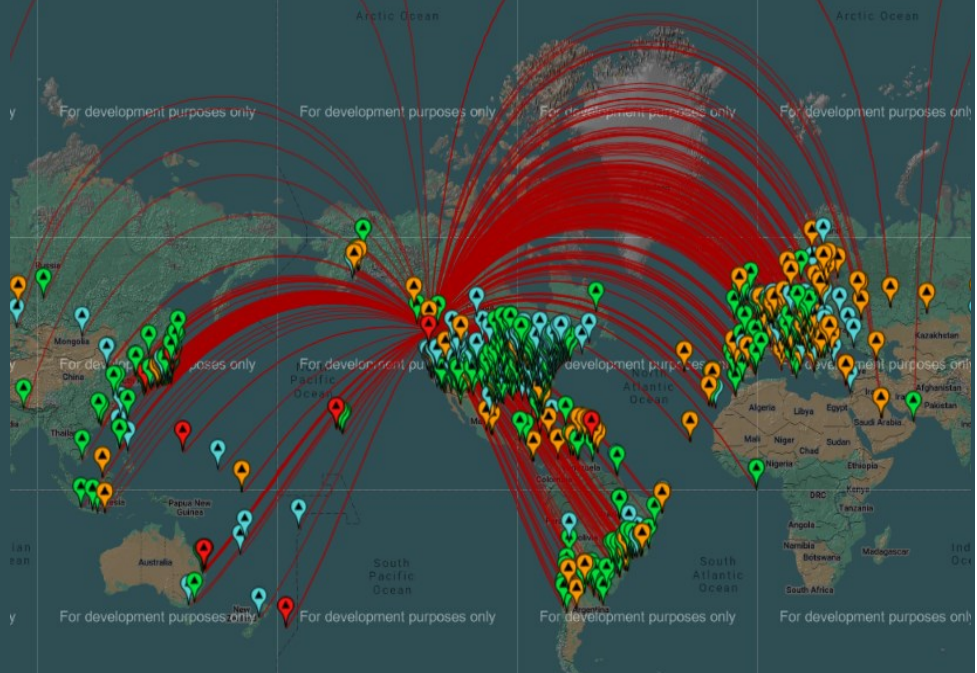 Arctic Ocean
Arctic Ocean
For development purposes only
For development purposes only
For development purposes only
For development purposes only
Mongolia
Kazakhstan
For development purposes only
For development purposes only
China
Pacific
Ocean
North
Atlantic
Ocean
Afghanistan
Pakistan
Algeria
Libya
Egypt
Saudi Arabia
Mali
Niger
Sudan
Chad
Nigeria
Ethiopia
DRC
Kenya
Tanzania
Papua New
Guinea
Angola
Namibia
Botswana
Madagascar
Australia
South
Pacific
Ocean
South
Atlantic
Ocean
South Africa
Argentina
New
For development purposes only
For development purposes only
For development purposes only
For development purposes only